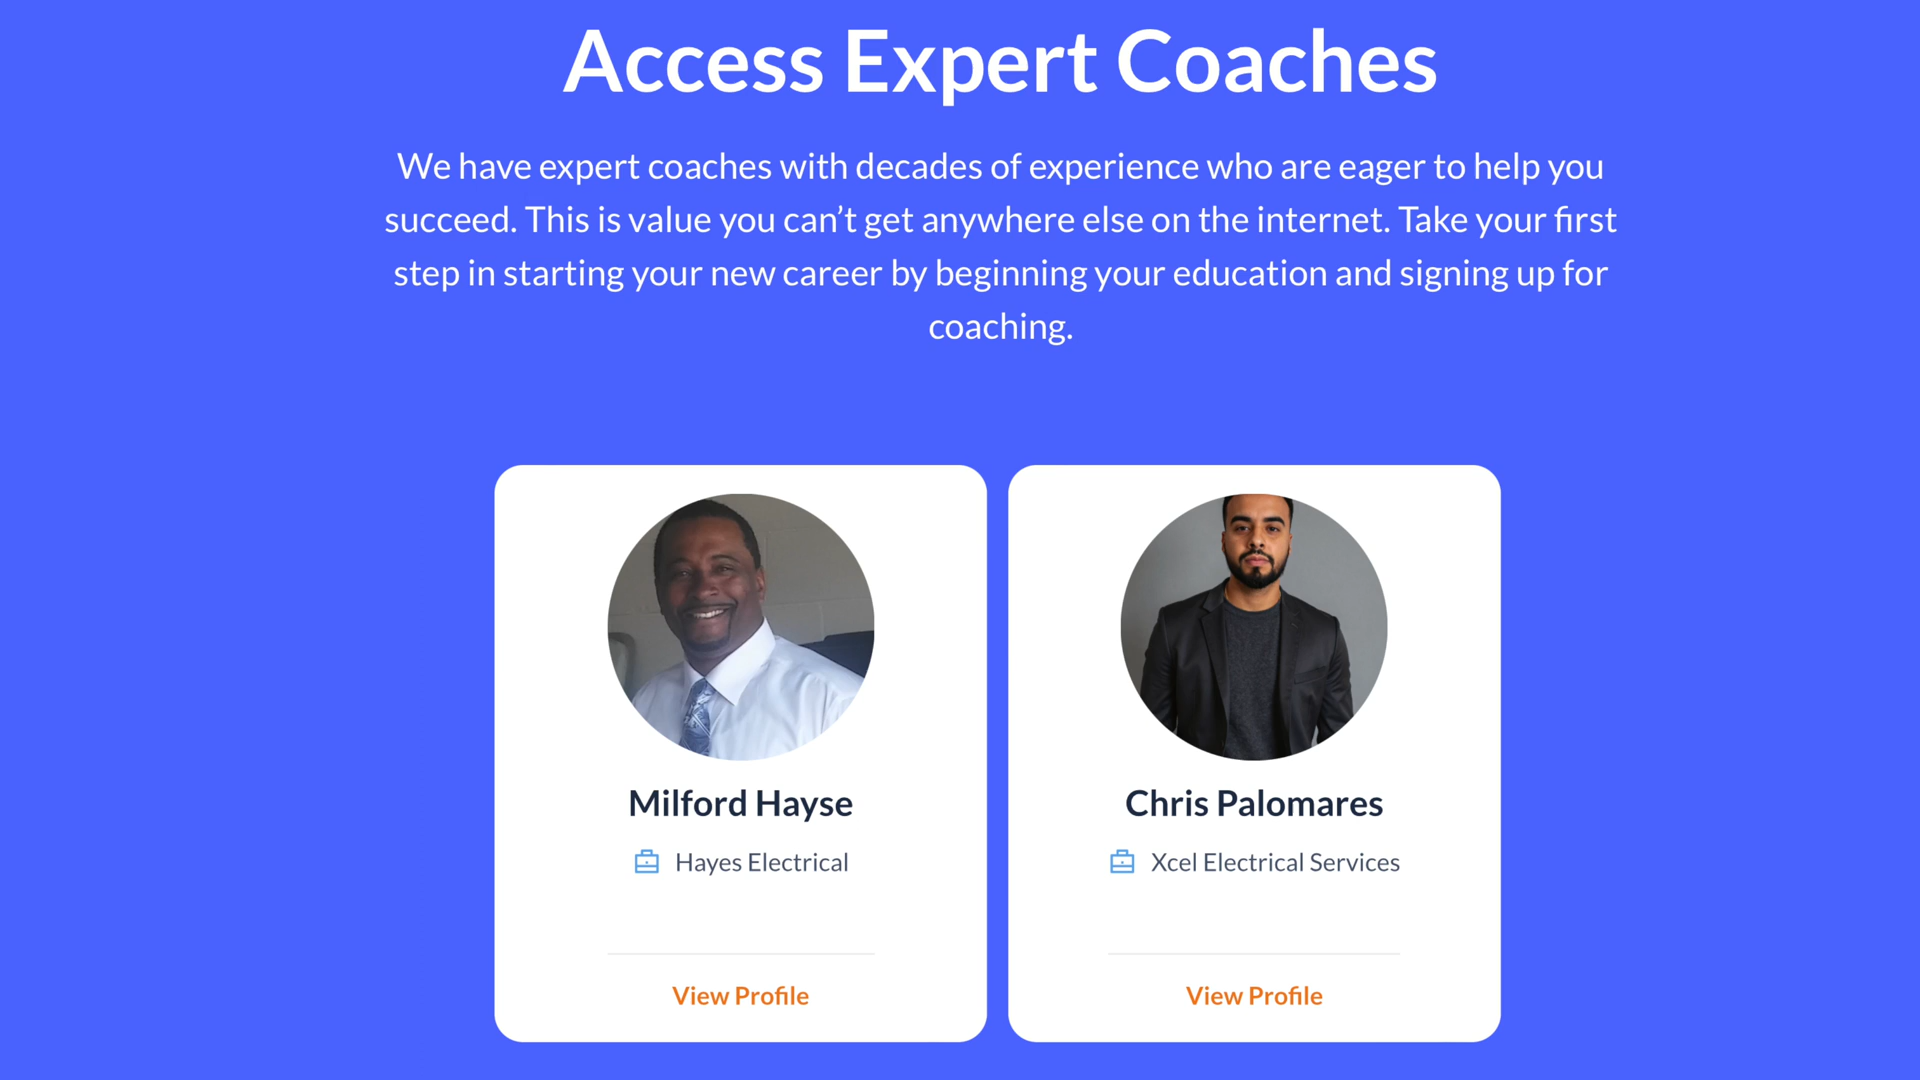 Access Expert Coaches
We have expert coaches with decades of experience who are eager to help you
succeed. This is value you can’t get anywhere else on the internet. Take your first
step in starting your new career by beginning your education and signing up for
coaching.
Milford Hayse
Hayes Electrical
View Profile
Chris Palomares
Xcel Electrical Services
View Profile